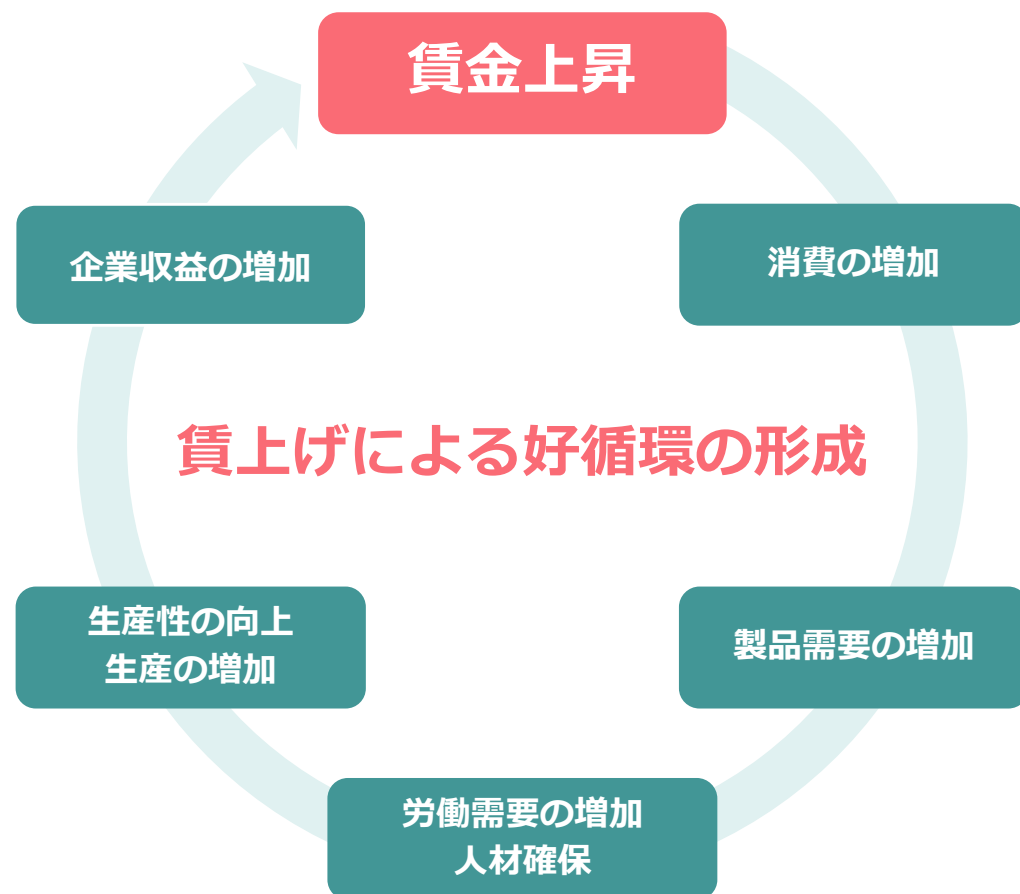 賃金上昇
企業収益の増加
消費の増加
賃上げによる好循環の形成
生産性の向上
生産の増加
製品需要の増加
労働需要の増加
人材確保